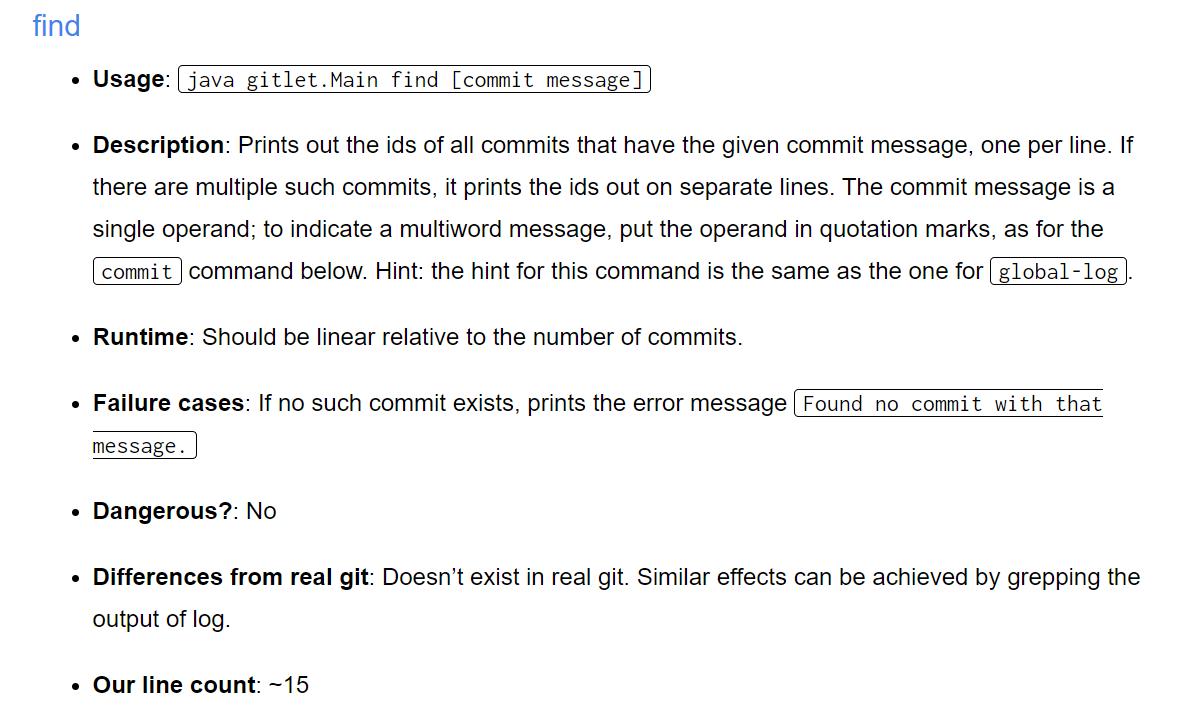 find
• Usage: java gitlet.Main find [commit message]
• Description: Prints out the ids of all commits that have the given commit message, one per line. If
there are multiple such commits, it prints the ids out on separate lines. The commit message is a
single operand; to indicate a multiword message, put the operand in quotation marks, as for the
commit command below. Hint: the hint for this command is the same as the one for global-log.
• Runtime: Should be linear relative to the number of commits.
• Failure cases: If no such commit exists, prints the error message Found no commit with that
message.
• Dangerous?: No
• Differences from real git: Doesn’t exist in real git. Similar effects can be achieved by grepping the
output of log.
• Our line count: ~15